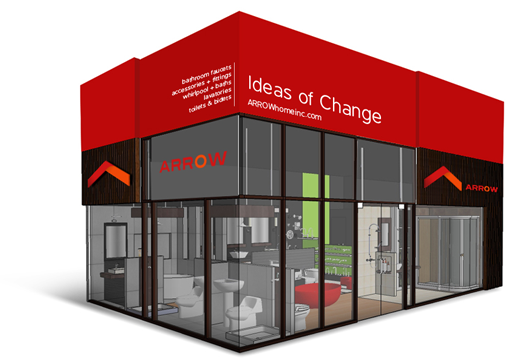 bathroom faucets
accessories + fittings
whirlpool + baths
lavatories
toilets & bidets
Ideas of Change
ARROWhomeinc.com
ARROW
ARROW